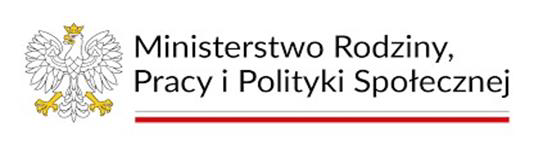 Ministerstwo Rodziny,
Pracy i Polityki Społecznej